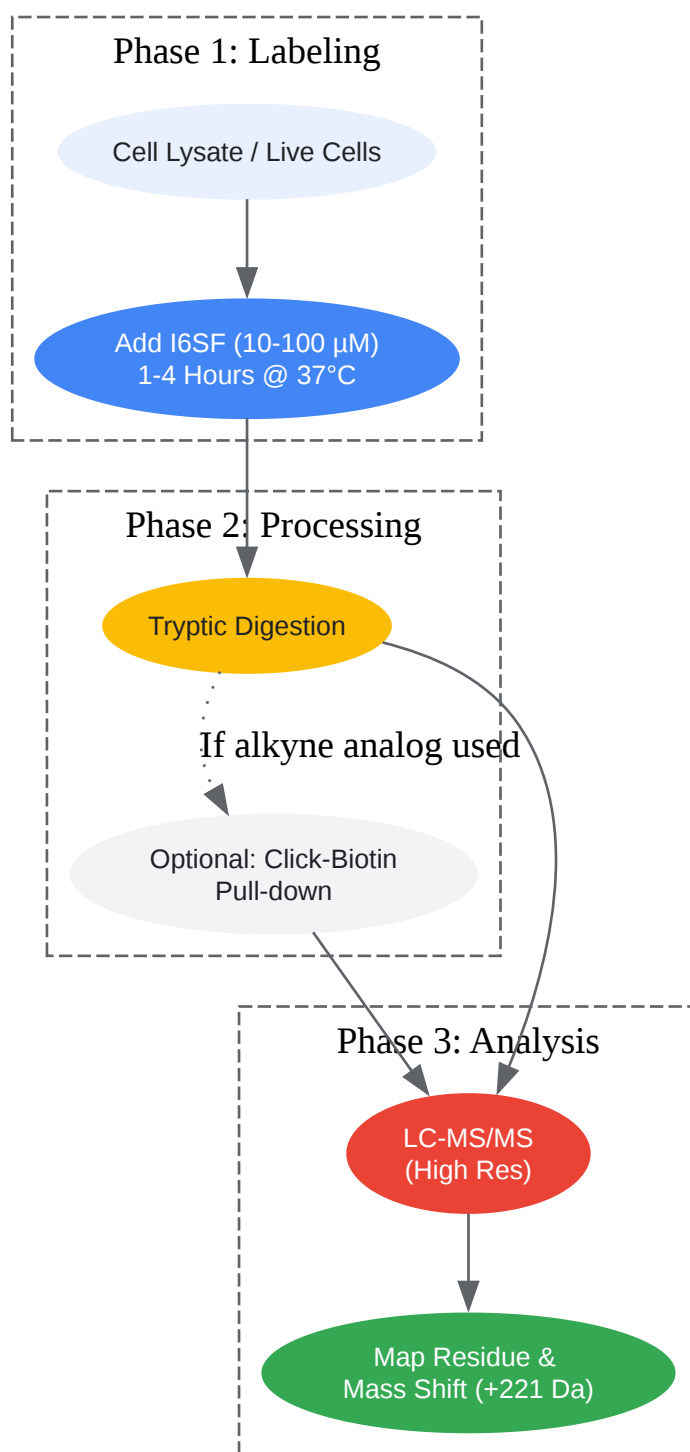 Phase 1: Labeling
Cell Lysate / Live Cells
Add I6SF (10-100 µM)
1-4 Hours @ 37°C
Phase 2: Processing
Tryptic Digestion
If alkyne analog used
Optional: Click-Biotin
Pull-down
Phase 3: Analysis
LC-MS/MS
(High Res)
Map Residue &
Mass Shift (+221 Da)